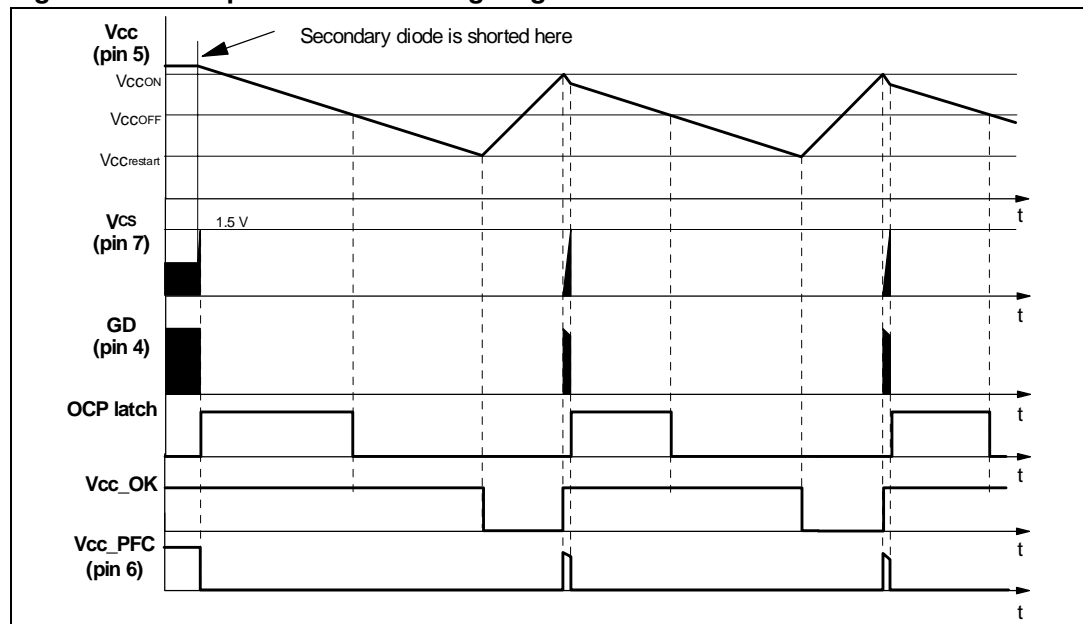 Vcc
(pin 5)
Secondary diode is shorted here
VCCON
VCCOFF
VCCrestart
t
VCS
(pin 7)
1.5 V
t
GD
(pin 4)
t
OCP latch
t
Vcc_OK
t
Vcc_PFC
(pin 6)
t